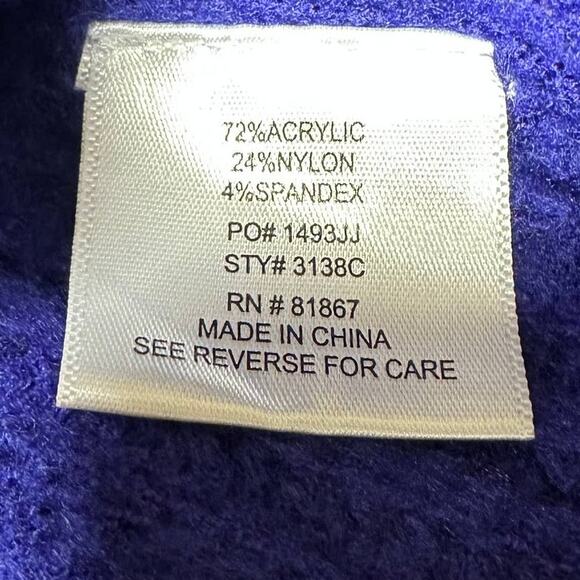 72%ACRYLIC
24%NYLON
4%SPANDEX
PO# 1493JJ
STY# 3138C
RN # 81867
MADE IN CHINA
SEE REVERSE FOR CARE